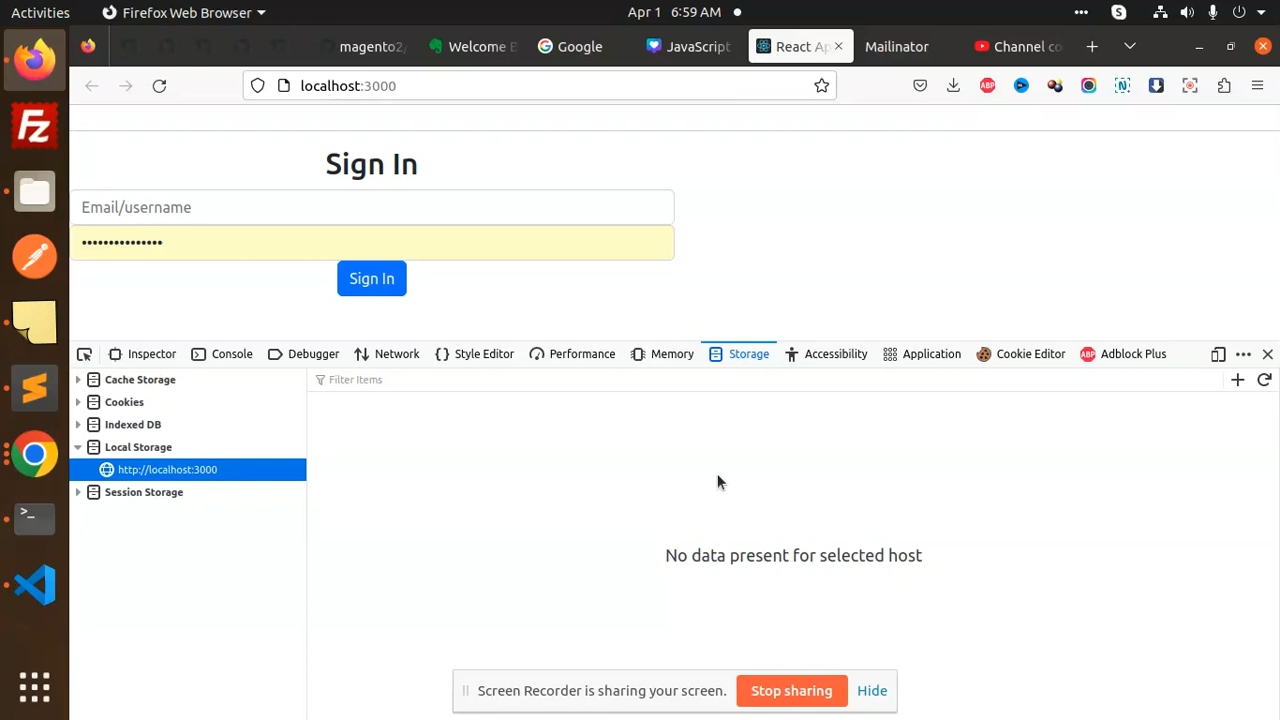 Activities
Firefox Web Browser
Apr 1 6:59 AM
magento2
Welcome
Google
JavaScript
React Ap
Mailinator
Channel co
localhost:3000
Sign In
Email/username
•••••••••••••••
Sign In
Inspector
Console
Debugger
Network
Style Editor
Performance
Memory
Storage
Accessibility
Application
Cookie Editor
Adblock Plus
Cache Storage
Filter Items
Cookies
Indexed DB
Local Storage
http://localhost:3000
Session Storage
No data present for selected host
Screen Recorder is sharing your screen.
Stop sharing
Hide